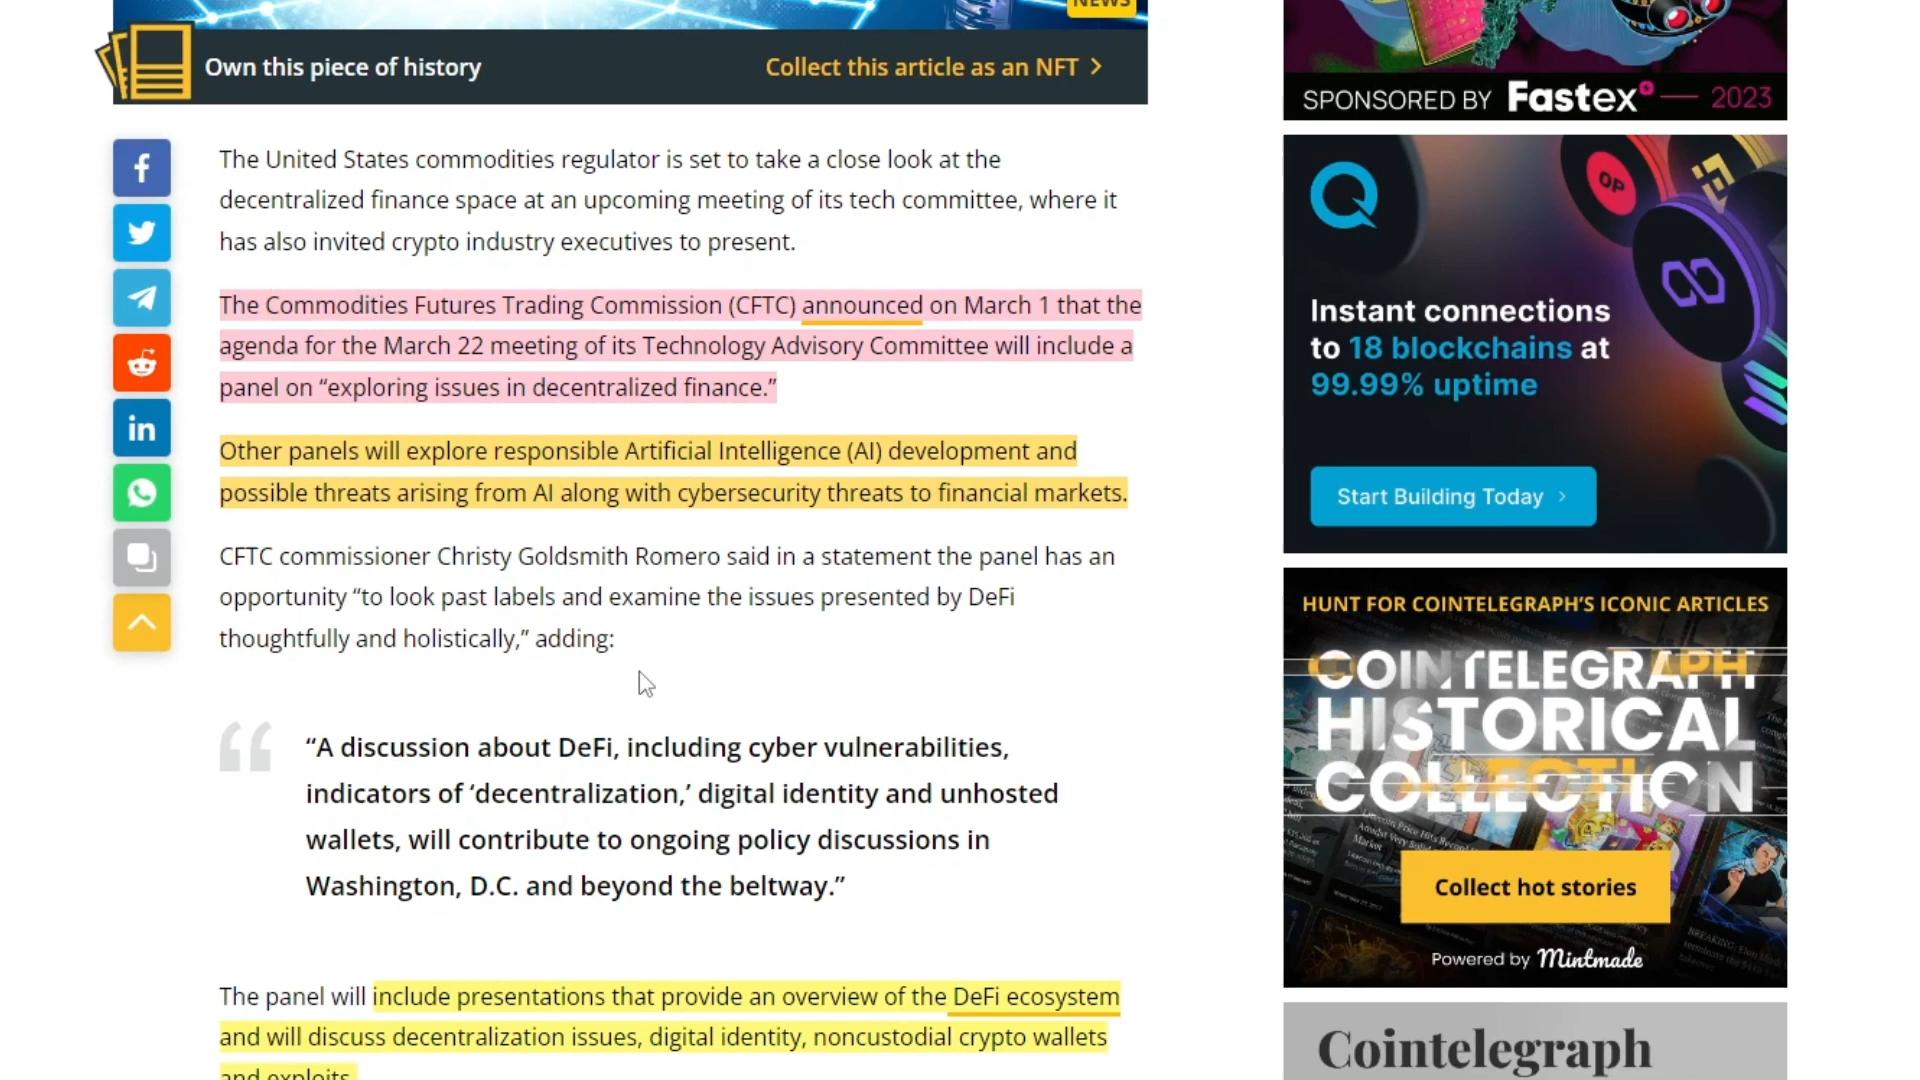 NEWS
Own this piece of history
Collect this article as an NFT
The United States commodities regulator is set to take a close look at the
decentralized finance space at an upcoming meeting of its tech committee, where it
has also invited crypto industry executives to present.
The Commodities Futures Trading Commission (CFTC) announced on March 1 that the
agenda for the March 22 meeting of its Technology Advisory Committee will include a
panel on “exploring issues in decentralized finance.”
Other panels will explore responsible Artificial Intelligence (AI) development and
possible threats arising from AI along with cybersecurity threats to financial markets.
CFTC commissioner Christy Goldsmith Romero said in a statement the panel has an
opportunity “to look past labels and examine the issues presented by DeFi
thoughtfully and holistically,” adding:
“A discussion about DeFi, including cyber vulnerabilities,
indicators of ‘decentralization,’ digital identity and unhosted
wallets, will contribute to ongoing policy discussions in
Washington, D.C. and beyond the beltway.”
The panel will include presentations that provide an overview of the DeFi ecosystem
and will discuss decentralization issues, digital identity, noncustodial crypto wallets
and exploits.
SPONSORED BY Fastex 2023
OP
Instant connections
to 18 blockchains at
99.99% uptime
Start Building Today
HUNT FOR COINTELEGRAPH’S ICONIC ARTICLES
COINTELEGRAPH
HISTORICAL
COLLECTION
Collect hot stories
Powered by Mintmade
Cointelegraph